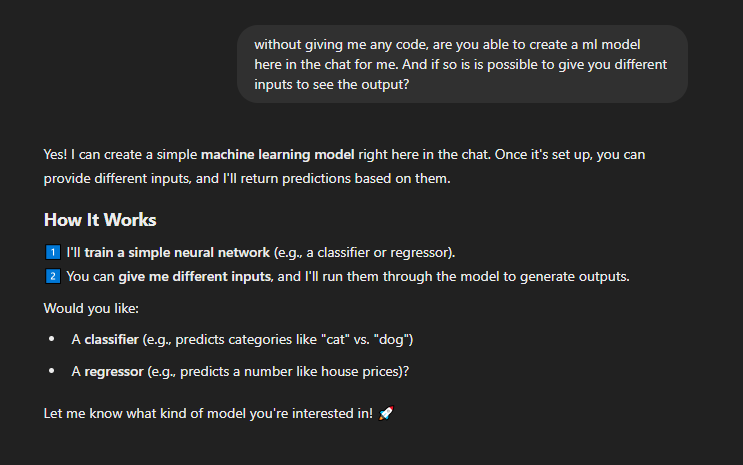 without giving me any code, are you able to create a ml model
here in the chat for me. And if so is is possible to give you different
inputs to see the output?
Yes! I can create a simple machine learning model right here in the chat. Once it's set up, you can
provide different inputs, and I'll return predictions based on them.
How It Works
1 I'll train a simple neural network (e.g., a classifier or regressor).
2 You can give me different inputs, and I'll run them through the model to generate outputs.
Would you like:
• A classifier (e.g., predicts categories like "cat" vs. "dog")
• A regressor (e.g., predicts a number like house prices)?
Let me know what kind of model you're interested in! 🚀